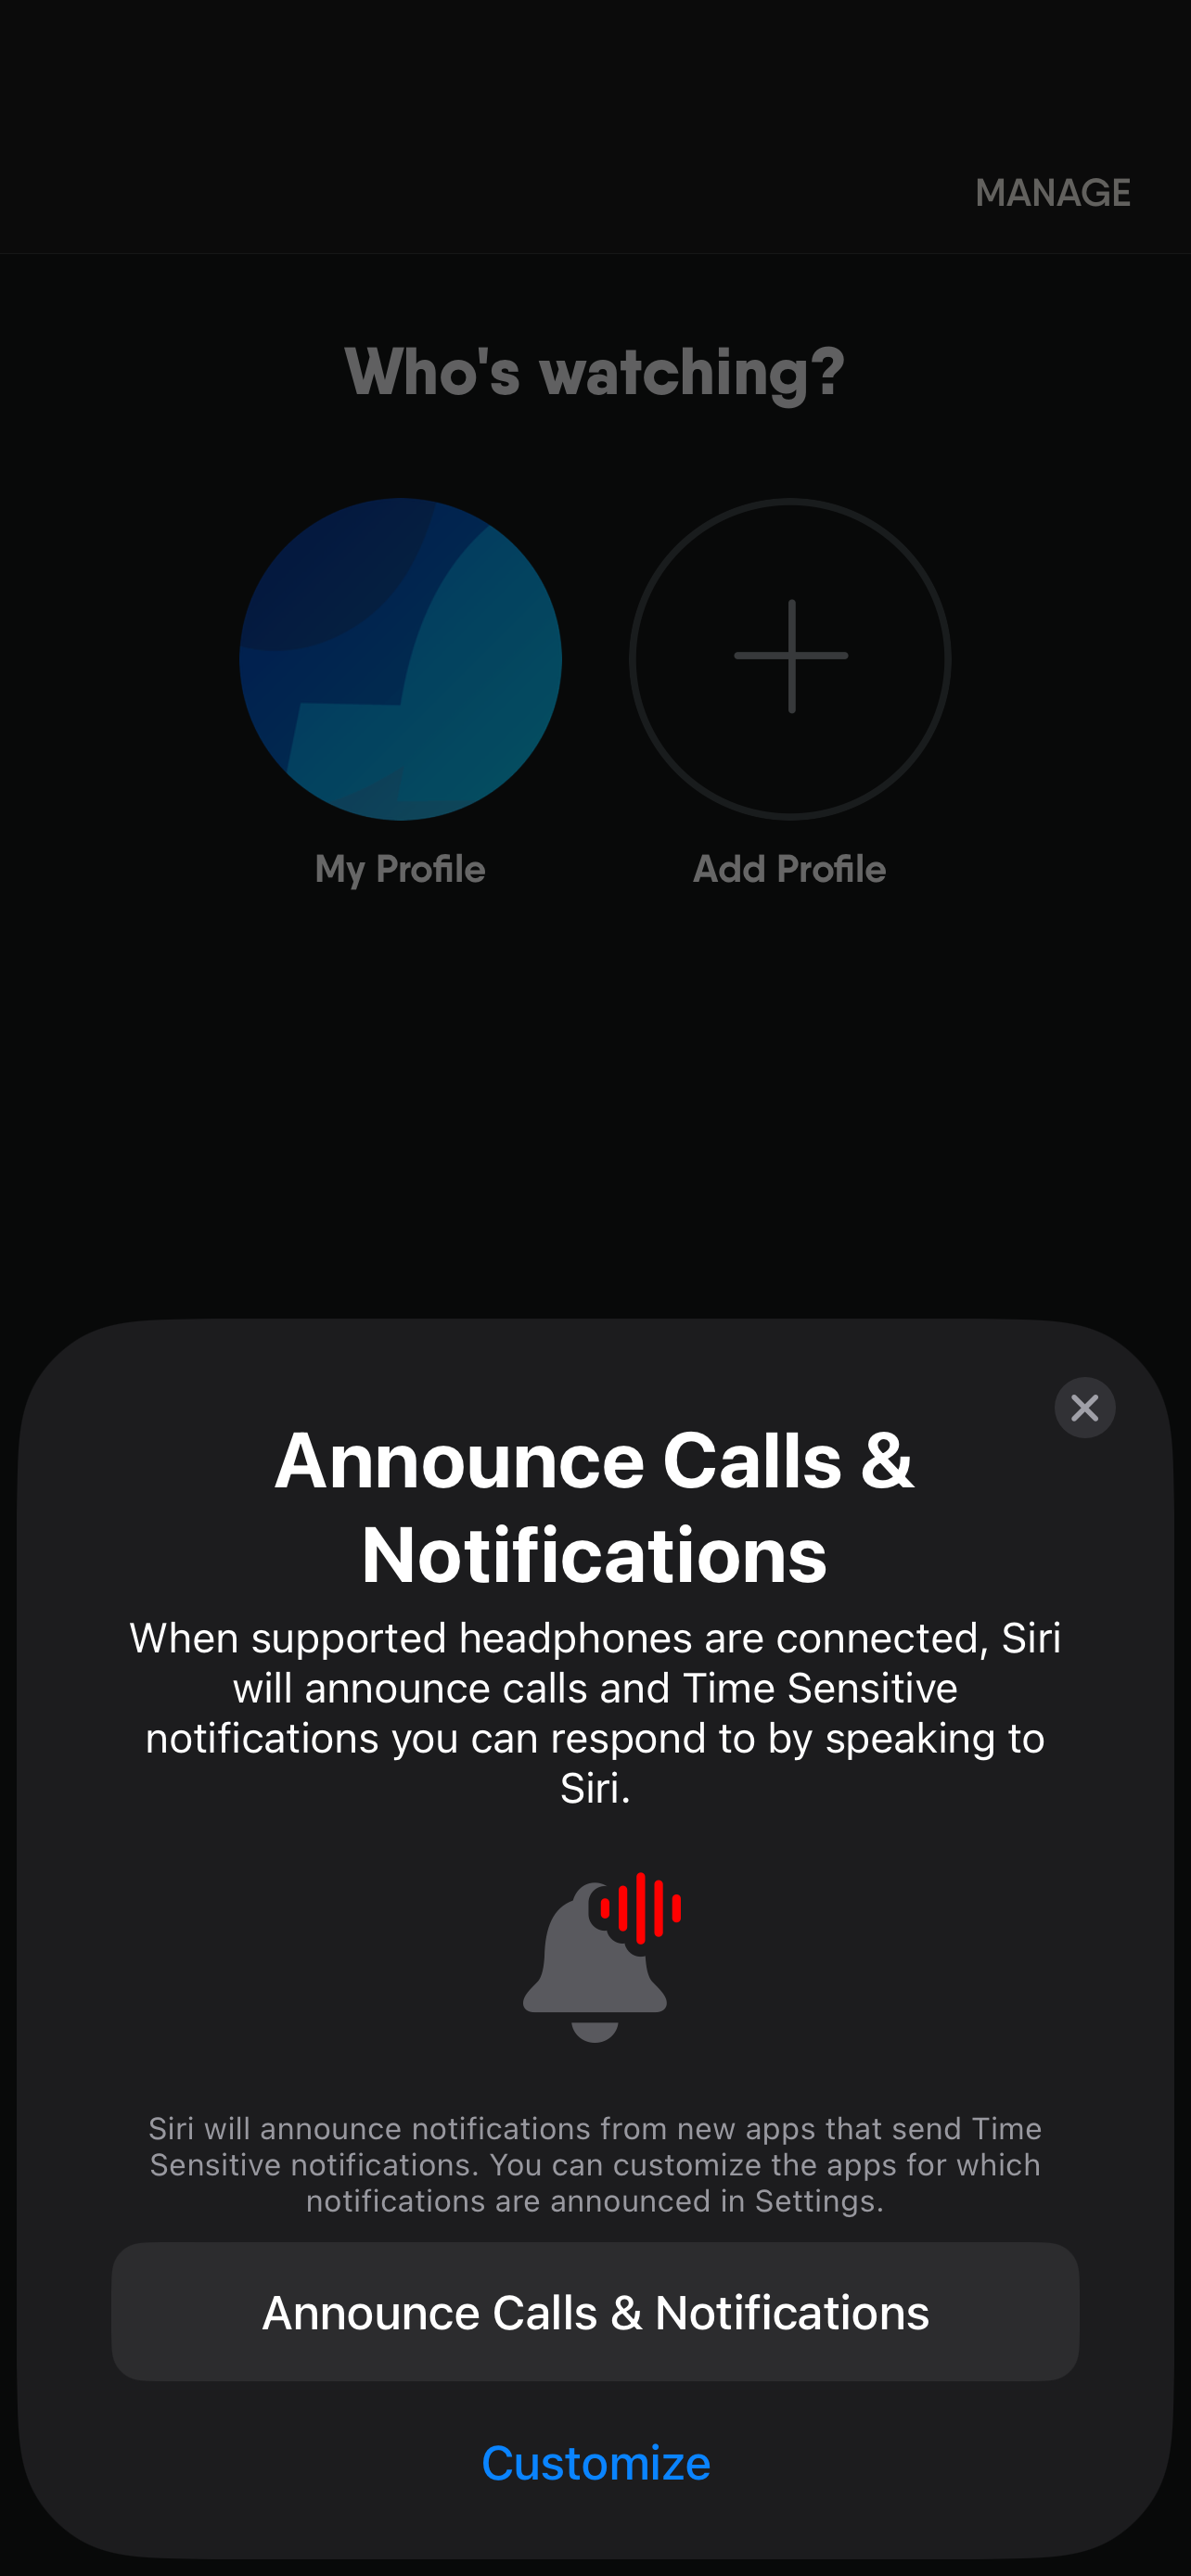 MANAGE
Who's watching?
My Profile
Add Profile
Announce Calls &
Notifications
When supported headphones are connected, Siri
will announce calls and Time Sensitive
notifications you can respond to by speaking to
Siri.
Siri will announce notifications from new apps that send Time
Sensitive notifications. You can customize the apps for which
notifications are announced in Settings.
Announce Calls & Notifications
Customize